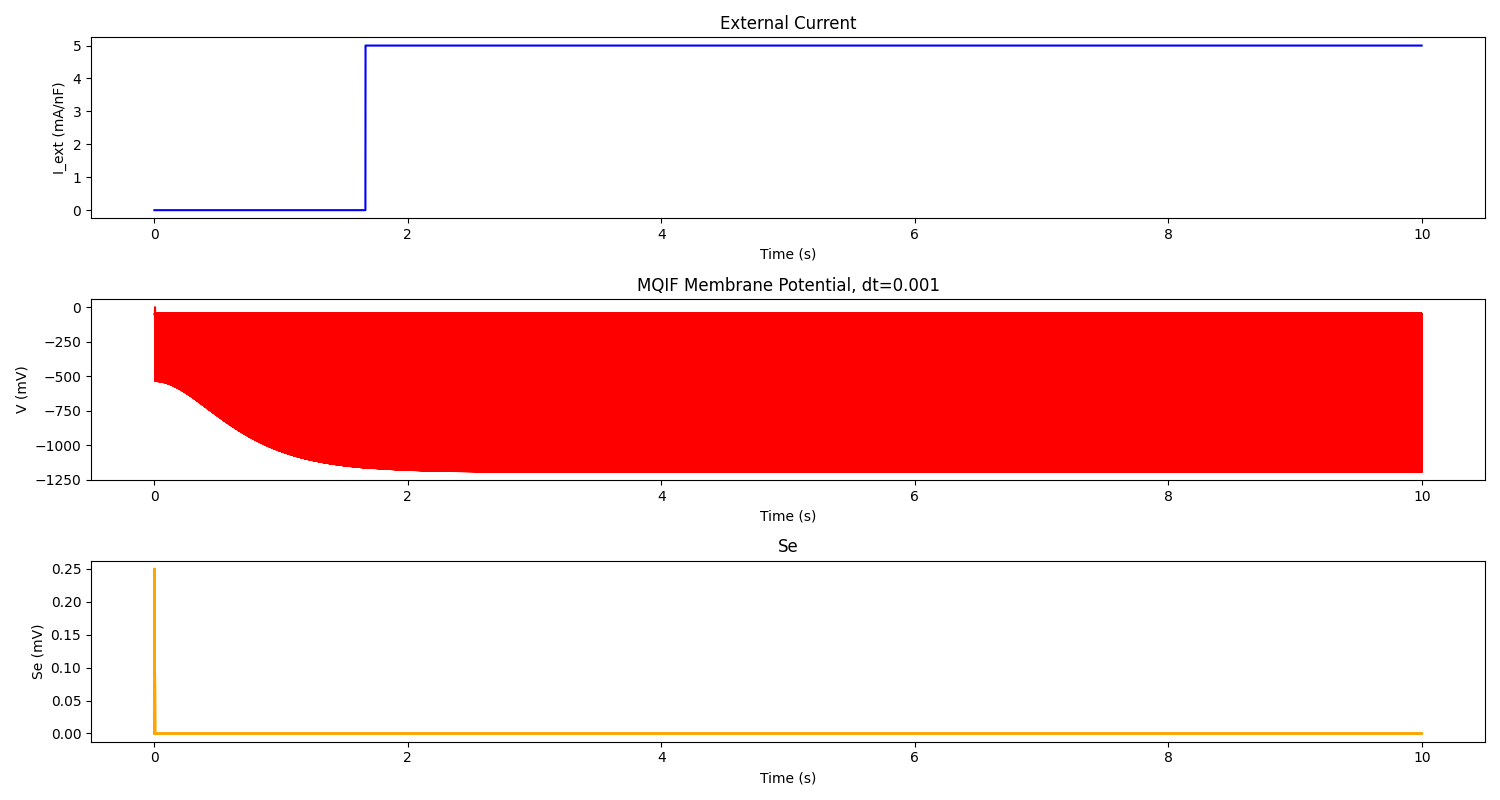 External Current
I_ext (mA/nF)
5
4
3
2
1
0
0 2 4 6 8 10
Time (s)
MQIF Membrane Potential, dt=0.001
V (mV)
0
−250
−500
−750
−1000
−1250
0 2 4 6 8 10
Time (s)
Se
Se (mV)
0.25
0.20
0.15
0.10
0.05
0.00
0 2 4 6 8 10
Time (s)